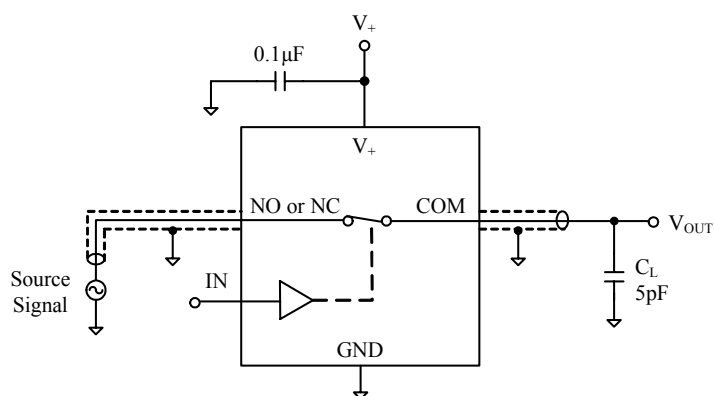 V+
0.1μF
V+
NO or NC
COM
VOUT
Source
Signal
IN
CL
5pF
GND